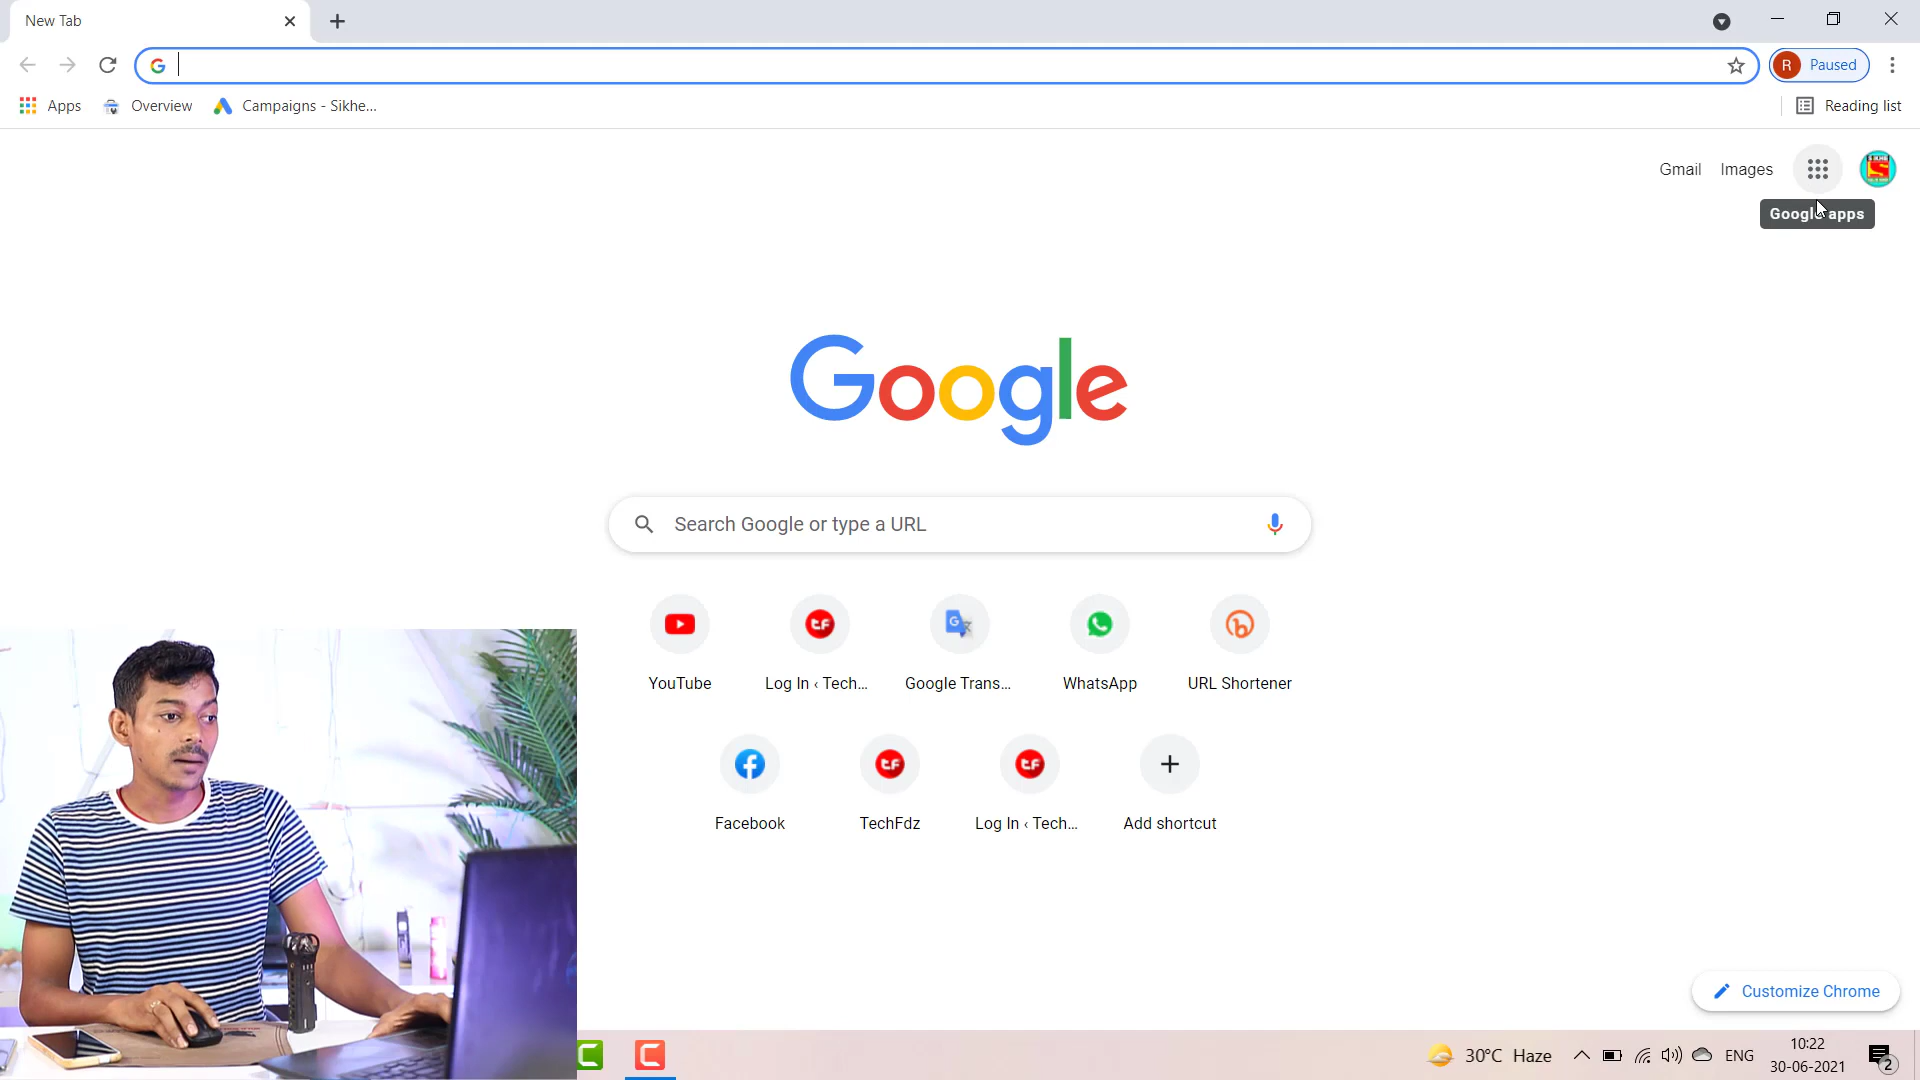 New Tab
R Paused
Apps Overview Campaigns - Sikhe...
Reading list
Gmail Images
Google apps
Google
Search Google or type a URL
YouTube Log In ‹ Tech... Google Trans... WhatsApp URL Shortener
Facebook TechFdz Log In ‹ Tech... Add shortcut
Customize Chrome
30°C Haze ENG 10:22
30-06-2021 2